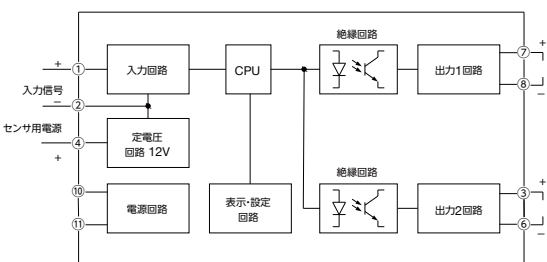 絶縁回路
+
①
入力回路
CPU
出力1回路
⑦
+
入力信号
⑧
−
−
②
センサ用電源
④
定電圧
回路 12V
+
絶縁回路
⑩
電源回路
表示・設定
回路
出力2回路
③
+
⑪
⑥
−